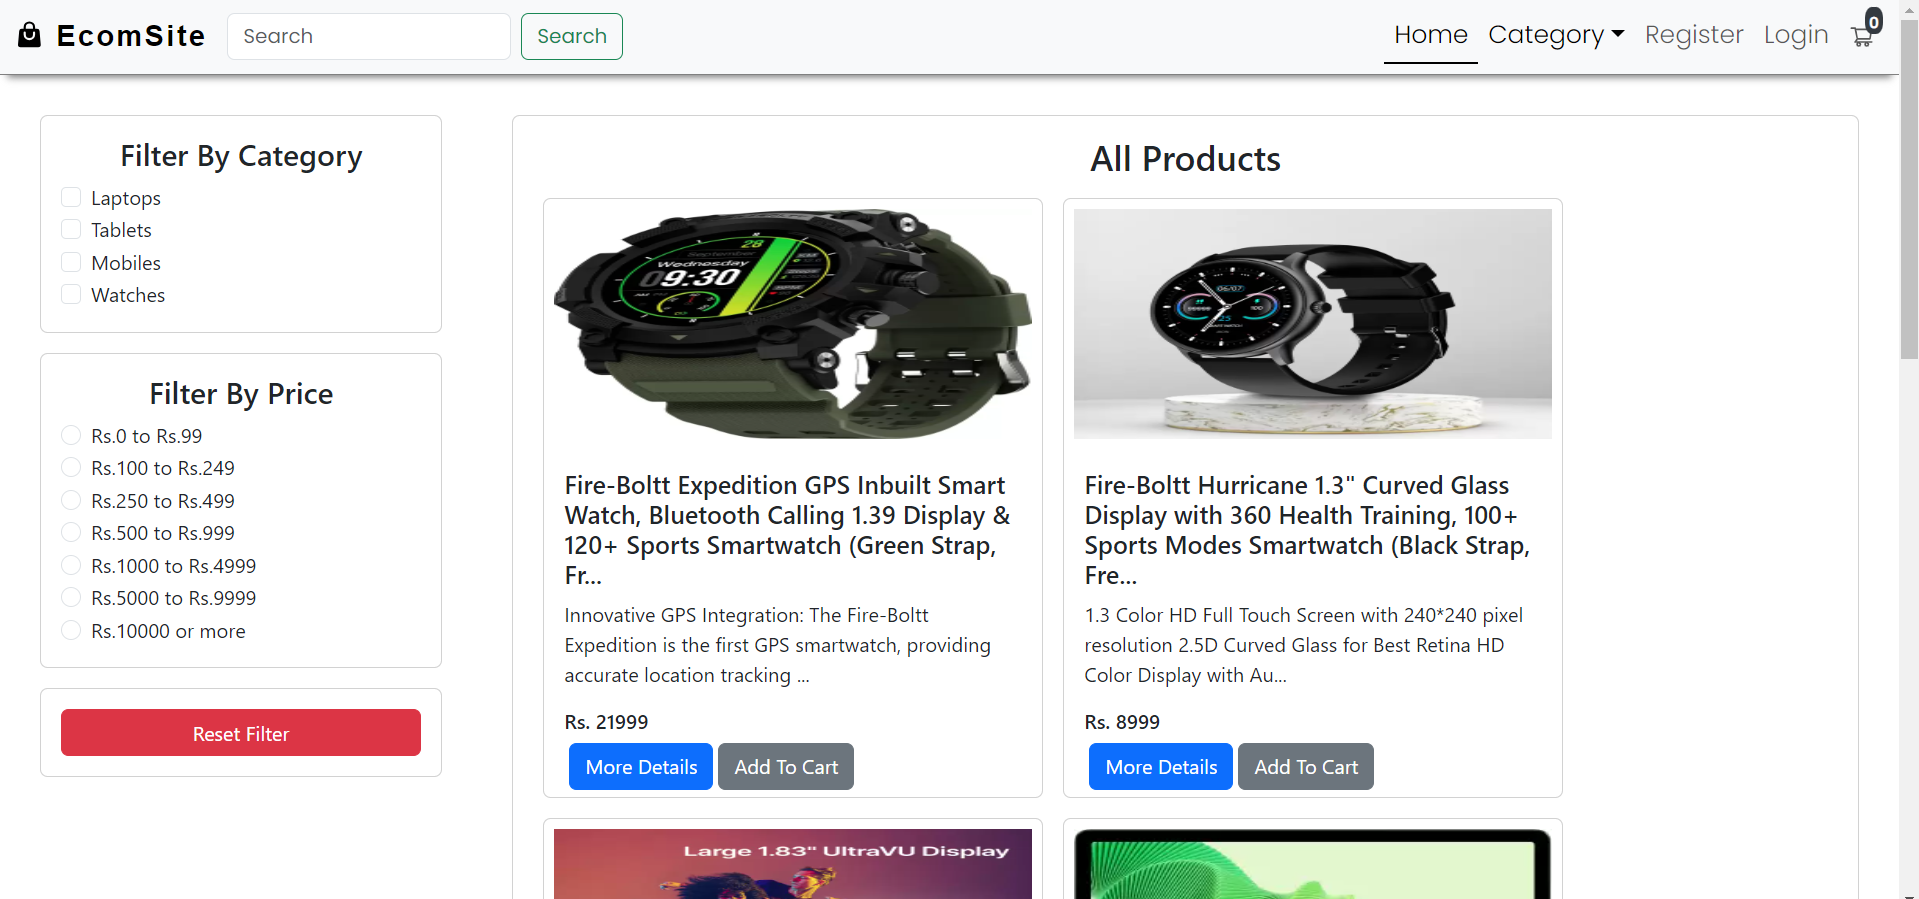 EcomSite
Search
Search
Home
Category
Register
Login
0
Filter By Category
Laptops
Tablets
Mobiles
Watches
Filter By Price
Rs.0 to Rs.99
Rs.100 to Rs.249
Rs.250 to Rs.499
Rs.500 to Rs.999
Rs.1000 to Rs.4999
Rs.5000 to Rs.9999
Rs.10000 or more
Reset Filter
All Products
28
September
Wednesday
09:30
Fire-Boltt Expedition GPS Inbuilt Smart
Watch, Bluetooth Calling 1.39 Display &
120+ Sports Smartwatch (Green Strap,
Fr...
Innovative GPS Integration: The Fire-Boltt
Expedition is the first GPS smartwatch, providing
accurate location tracking ...
Rs. 21999
More Details
Add To Cart
06/07
25
Fire-Boltt Hurricane 1.3" Curved Glass
Display with 360 Health Training, 100+
Sports Modes Smartwatch (Black Strap,
Fre...
1.3 Color HD Full Touch Screen with 240*240 pixel
resolution 2.5D Curved Glass for Best Retina HD
Color Display with Au...
Rs. 8999
More Details
Add To Cart
Large 1.83" UltraVU Display